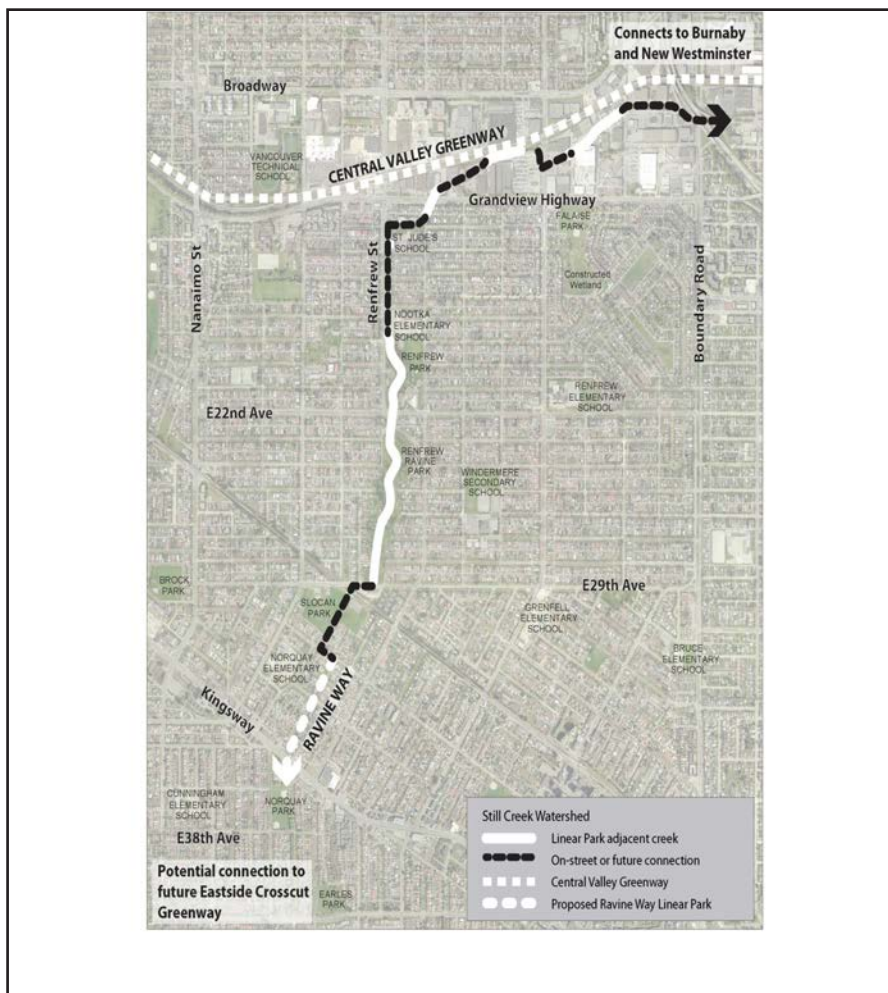 Connects to Burnaby
and New Westminster
Broadway
CENTRAL VALLEY GREENWAY
VANCOUVER
TECHNICAL
SCHOOL
Grandview Highway
FALAISE
PARK
ST. JUDE'S
SCHOOL
Nanaimo St
Renfrew St
Boundary Road
Constructed
Wetland
NOOTKA
ELEMENTARY
SCHOOL
RENFREW
PARK
RENFREW
ELEMENTARY
SCHOOL
E22nd Ave
RENFREW
RAVINE
PARK
WINDERMERE
SECONDARY
SCHOOL
BROCK
PARK
E29th Ave
SLOCAN
PARK
GRENFELL
ELEMENTARY
SCHOOL
BRUCE
ELEMENTARY
SCHOOL
NORQUAY
ELEMENTARY
SCHOOL
Kingsway
RAVINE WAY
CUNNINGHAM
ELEMENTARY
SCHOOL
NORQUAY
PARK
E38th Ave
Potential connection to
future Eastside Crosscut
Greenway
EARLES
PARK
Still Creek Watershed
Linear Park adjacent creek
On-street or future connection
Central Valley Greenway
Proposed Ravine Way Linear Park